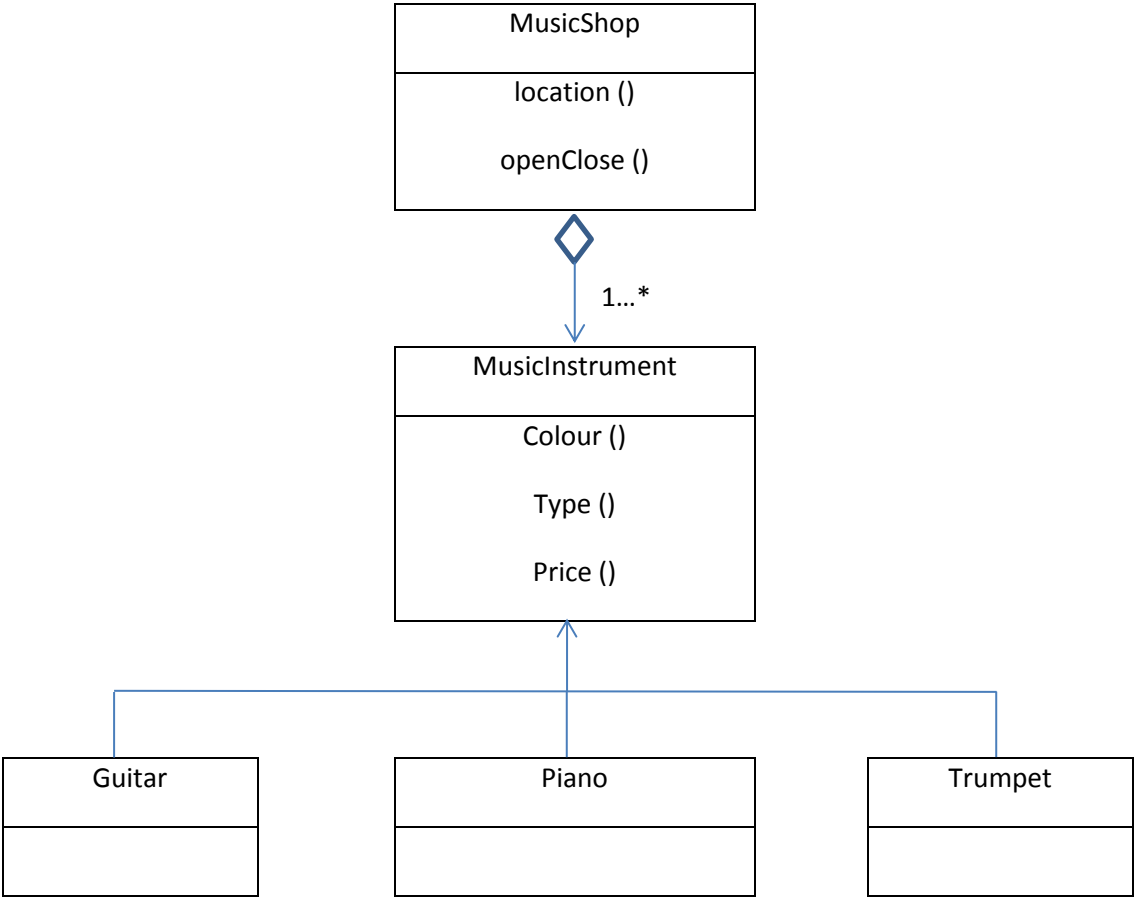 MusicShop
location ()
openClose ()
1...*
MusicInstrument
Colour ()
Type ()
Price ()
Guitar
Piano
Trumpet